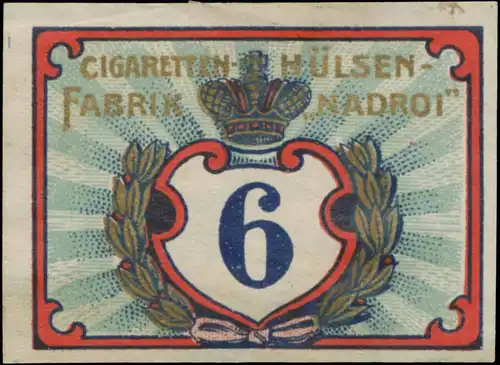 CIGARETTEN- HÜLSEN-
FABRIK „NADROI"
6